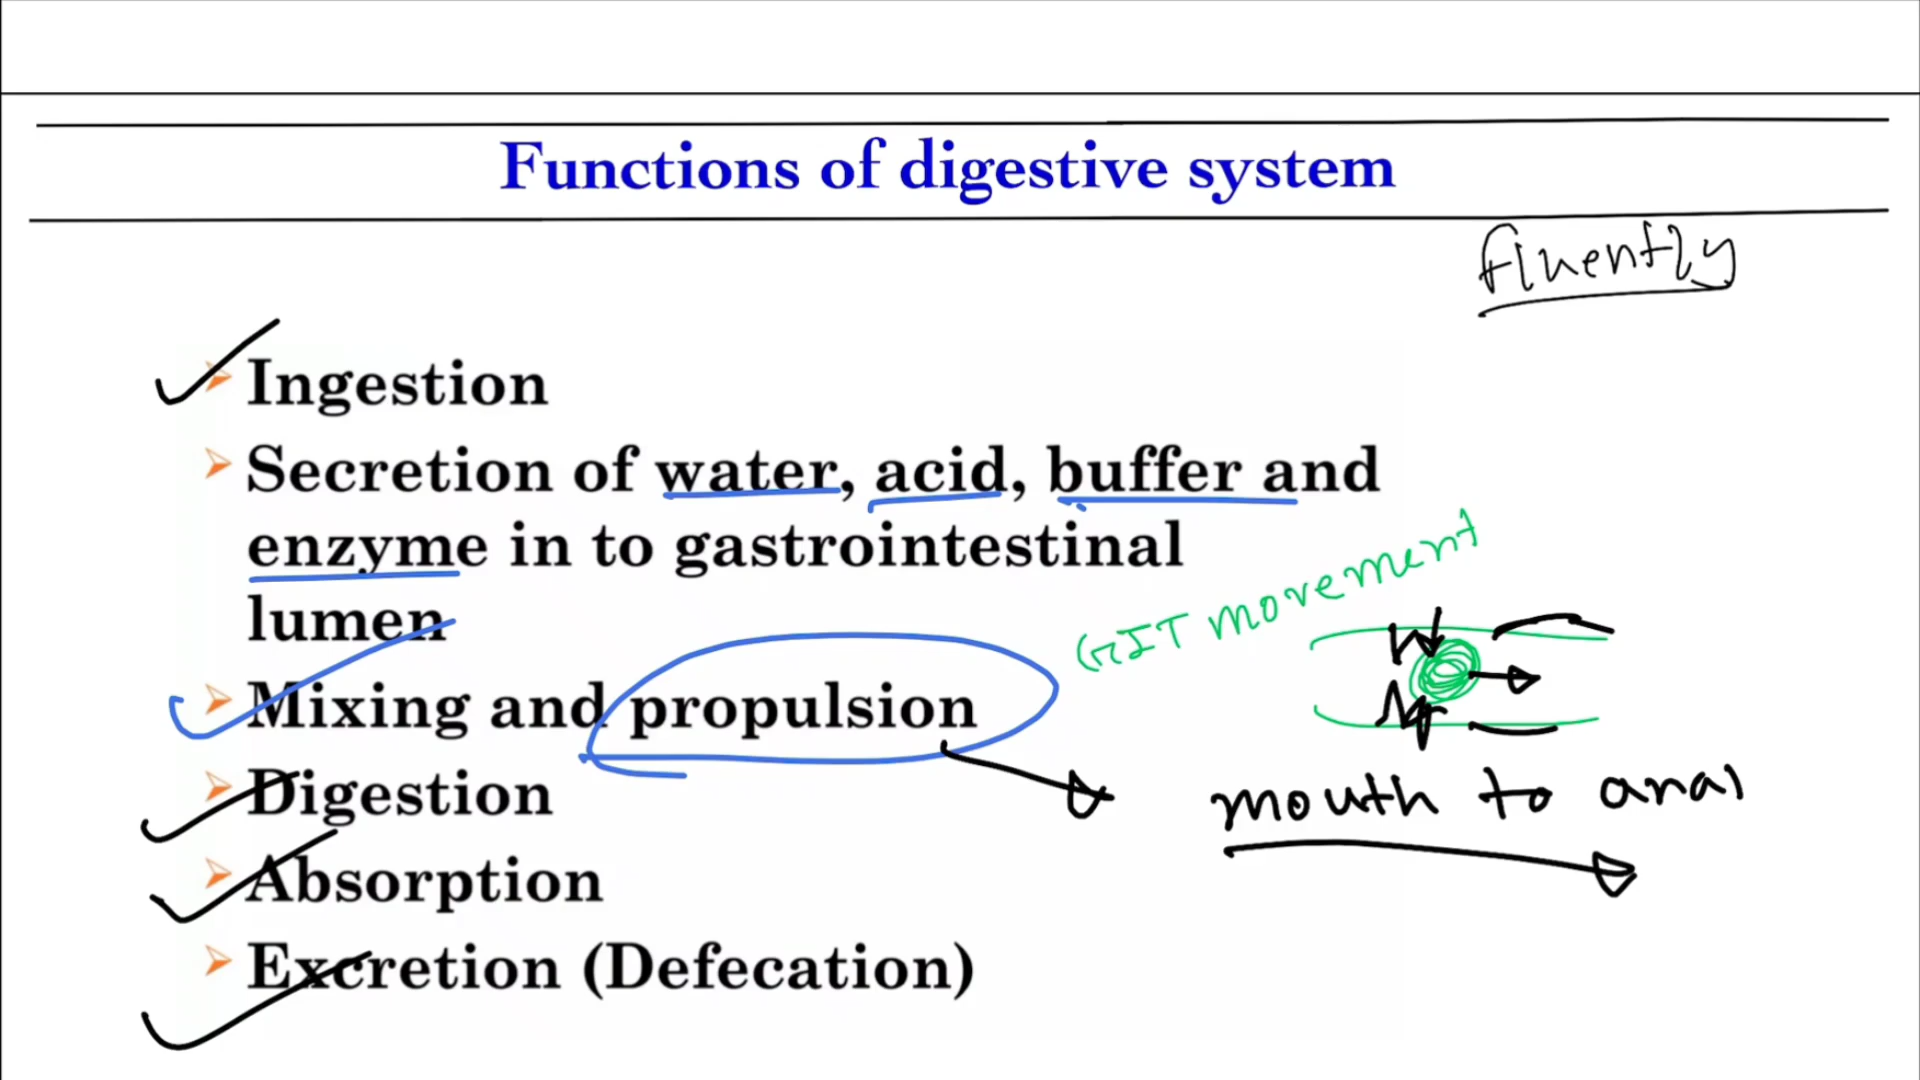 Functions of digestive system
fluently
Ingestion
Secretion of water, acid, buffer and
enzyme in to gastrointestinal
lumen
GIT movement
Mixing and propulsion
mouth to anal
Digestion
Absorption
Excretion (Defecation)